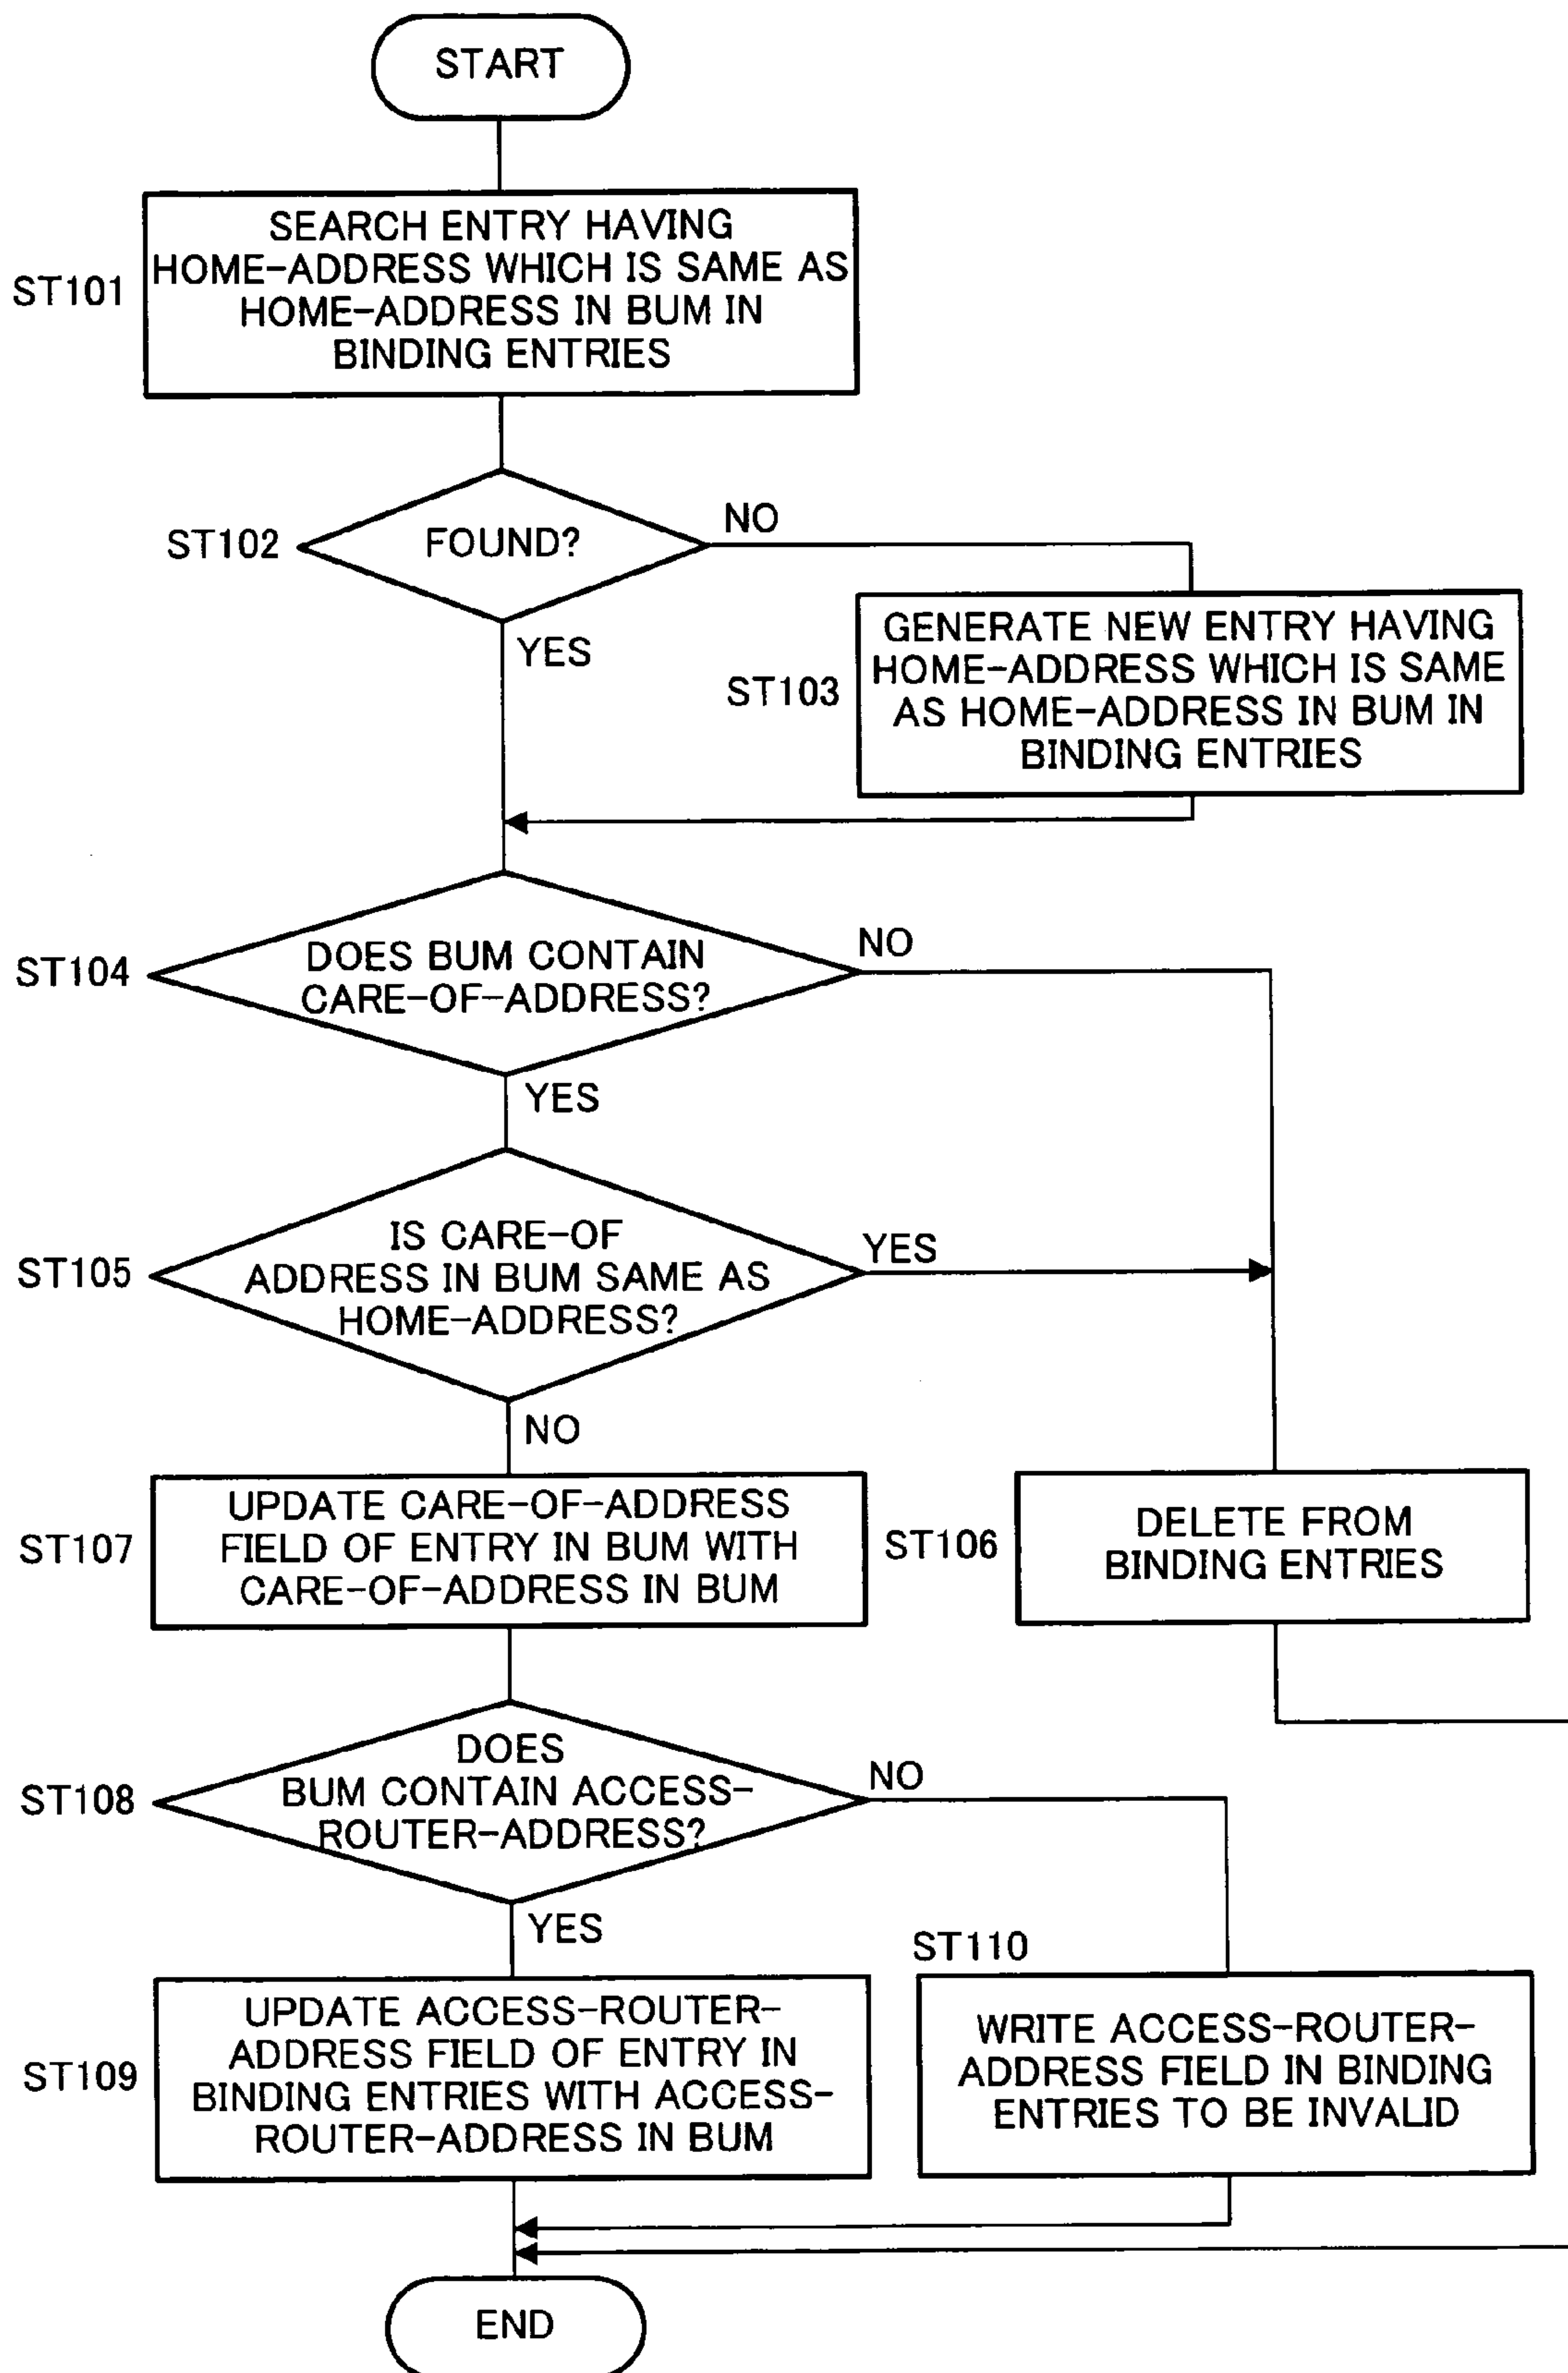 START
SEARCH ENTRY HAVING
HOME-ADDRESS WHICH IS SAME AS
HOME-ADDRESS IN BUM IN
BINDING ENTRIES
ST101
ST102
FOUND?
NO
YES
GENERATE NEW ENTRY HAVING
HOME-ADDRESS WHICH IS SAME
AS HOME-ADDRESS IN BUM IN
BINDING ENTRIES
ST103
ST104
DOES BUM CONTAIN
CARE-OF-ADDRESS?
NO
YES
ST105
IS CARE-OF
ADDRESS IN BUM SAME AS
HOME-ADDRESS?
YES
NO
ST107
UPDATE CARE-OF-ADDRESS
FIELD OF ENTRY IN BUM WITH
CARE-OF-ADDRESS IN BUM
ST106
DELETE FROM
BINDING ENTRIES
ST108
DOES
BUM CONTAIN ACCESS-
ROUTER-ADDRESS?
NO
YES
ST109
UPDATE ACCESS-ROUTER-
ADDRESS FIELD OF ENTRY IN
BINDING ENTRIES WITH ACCESS-
ROUTER-ADDRESS IN BUM
ST110
WRITE ACCESS-ROUTER-
ADDRESS FIELD IN BINDING
ENTRIES TO BE INVALID
END